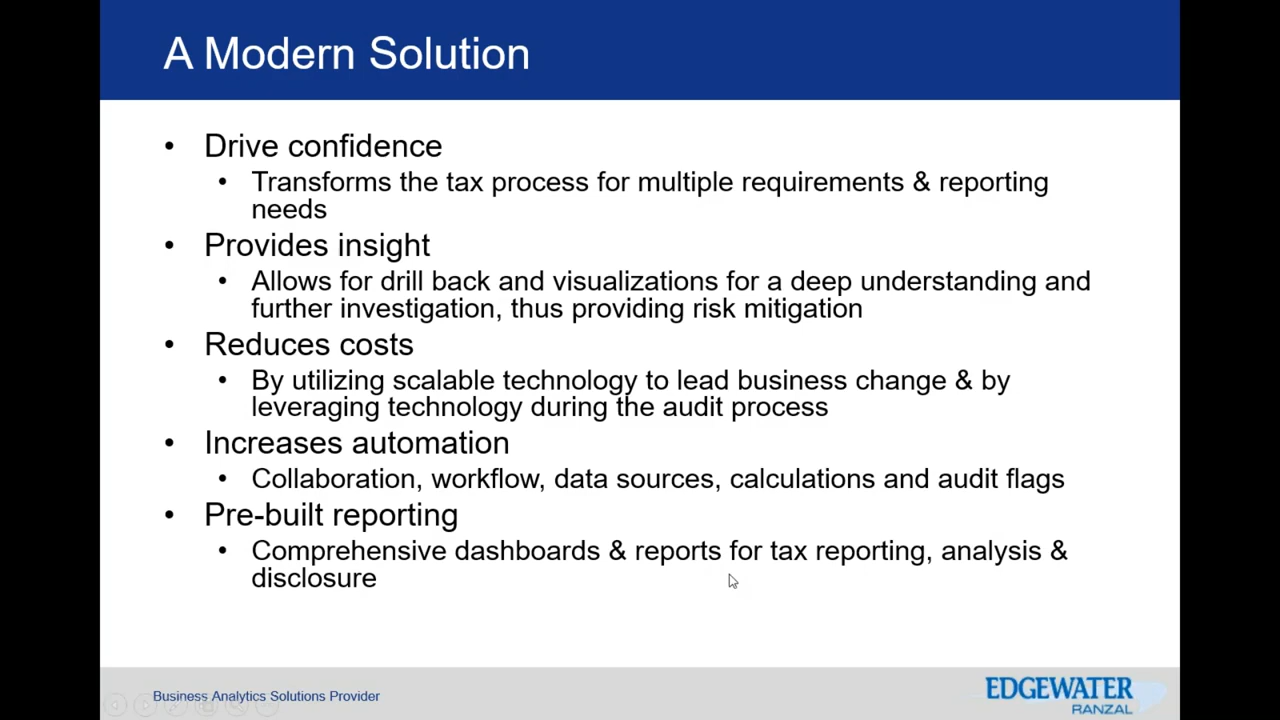 A Modern Solution
• Drive confidence
• Transforms the tax process for multiple requirements & reporting
needs
• Provides insight
• Allows for drill back and visualizations for a deep understanding and
further investigation, thus providing risk mitigation
• Reduces costs
• By utilizing scalable technology to lead business change & by
leveraging technology during the audit process
• Increases automation
• Collaboration, workflow, data sources, calculations and audit flags
• Pre-built reporting
• Comprehensive dashboards & reports for tax reporting, analysis &
disclosure
Business Analytics Solutions Provider
EDGEWATER
RANZAL